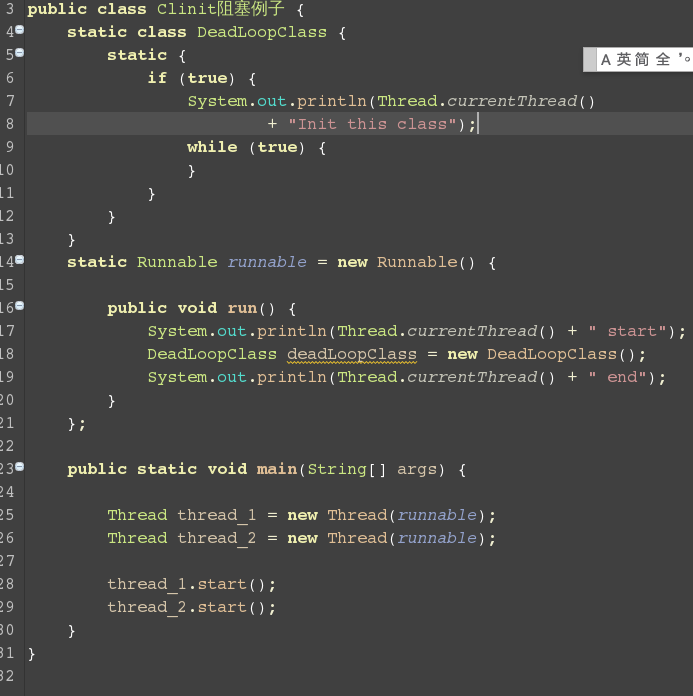 3 public class Clinit阻塞例子 {
4 static class DeadLoopClass {
5 static {
A 英 简 全
6 if (true) {
7 System.out.println(Thread.currentThread()
8 + "Init this class");
9 while (true) {
10 }
11 }
12 }
13 }
14 static Runnable runnable = new Runnable() {
15
16 public void run() {
17 System.out.println(Thread.currentThread() + " start");
18 DeadLoopClass deadLoopClass = new DeadLoopClass();
19 System.out.println(Thread.currentThread() + " end");
20 }
21 };
22
23 public static void main(String[] args) {
24
25 Thread thread_1 = new Thread(runnable);
26 Thread thread_2 = new Thread(runnable);
27
28 thread_1.start();
29 thread_2.start();
30 }
31 }
32